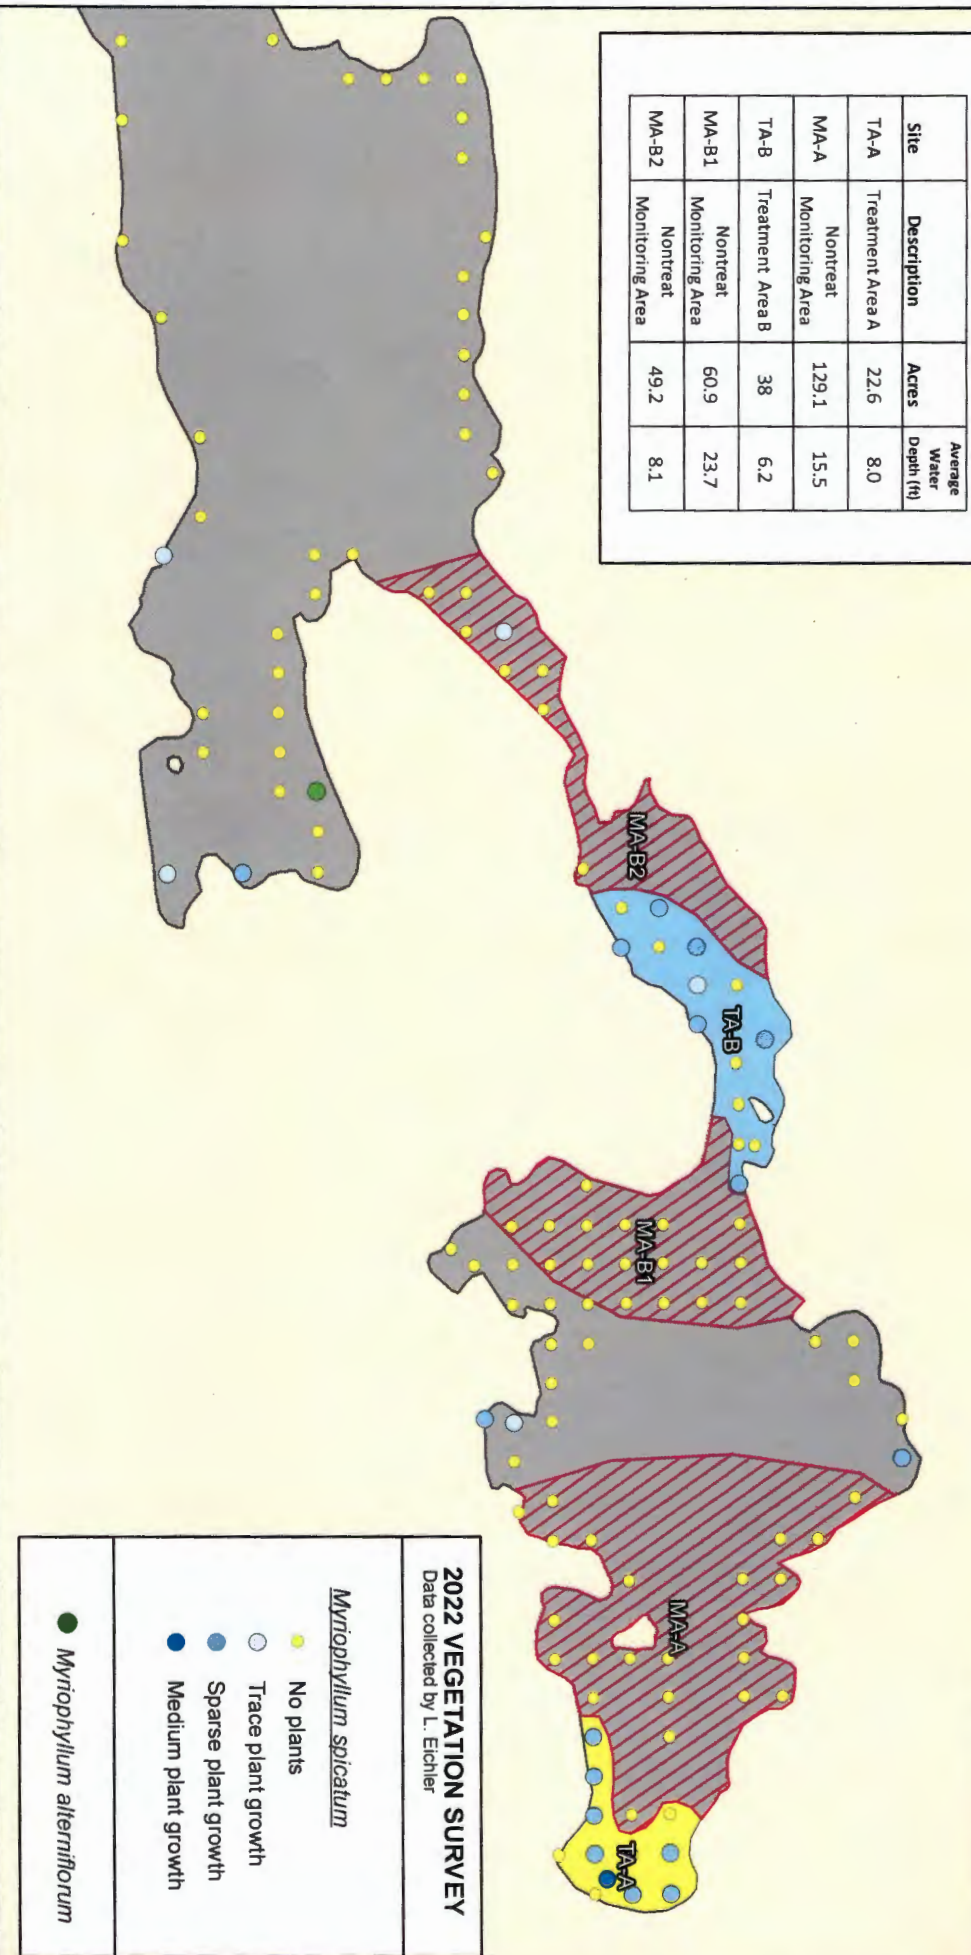 Site Description Acres Average Water Depth (ft)
TA-A Treatment Area A 22.6 8.0
MA-A Nontreat Monitoring Area 129.1 15.5
TA-B Treatment Area B 38 6.2
MA-B1 Nontreat Monitoring Area 60.9 23.7
MA-B2 Nontreat Monitoring Area 49.2 8.1
MA-B2
TA-B
MA-B1
MA-A
TA-A
2022 VEGETATION SURVEY
Data collected by L. Eichler
Myriophyllum spicatum
No plants
Trace plant growth
Sparse plant growth
Medium plant growth
Myriophyllum alterniflorum